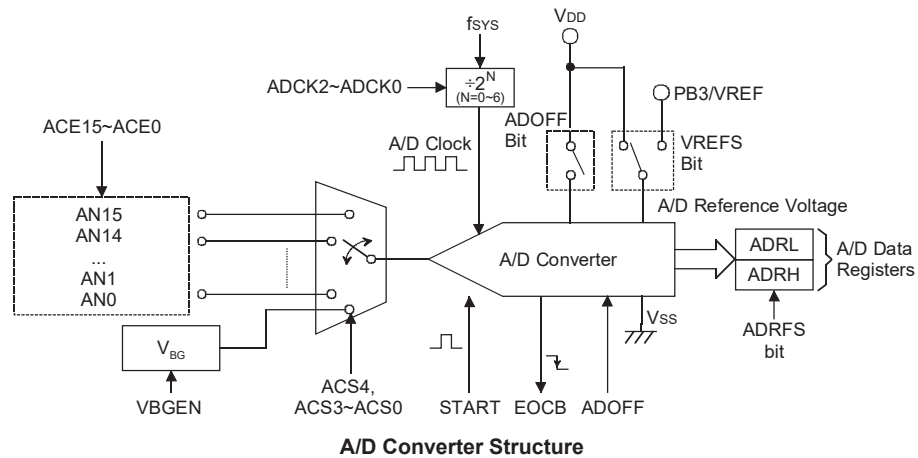 fSYS
VDD
ADCK2~ADCK0
÷2^N
(N=0~6)
PB3/VREF
ADOFF
Bit
VREFS
Bit
ACE15~ACE0
A/D Clock
A/D Reference Voltage
AN15
AN14
...
AN1
AN0
A/D Converter
ADRL
ADRH
A/D Data
Registers
VBG
VSS
ADRFS
bit
VBGEN
ACS4,
ACS3~ACS0
START
EOCB
ADOFF
A/D Converter Structure